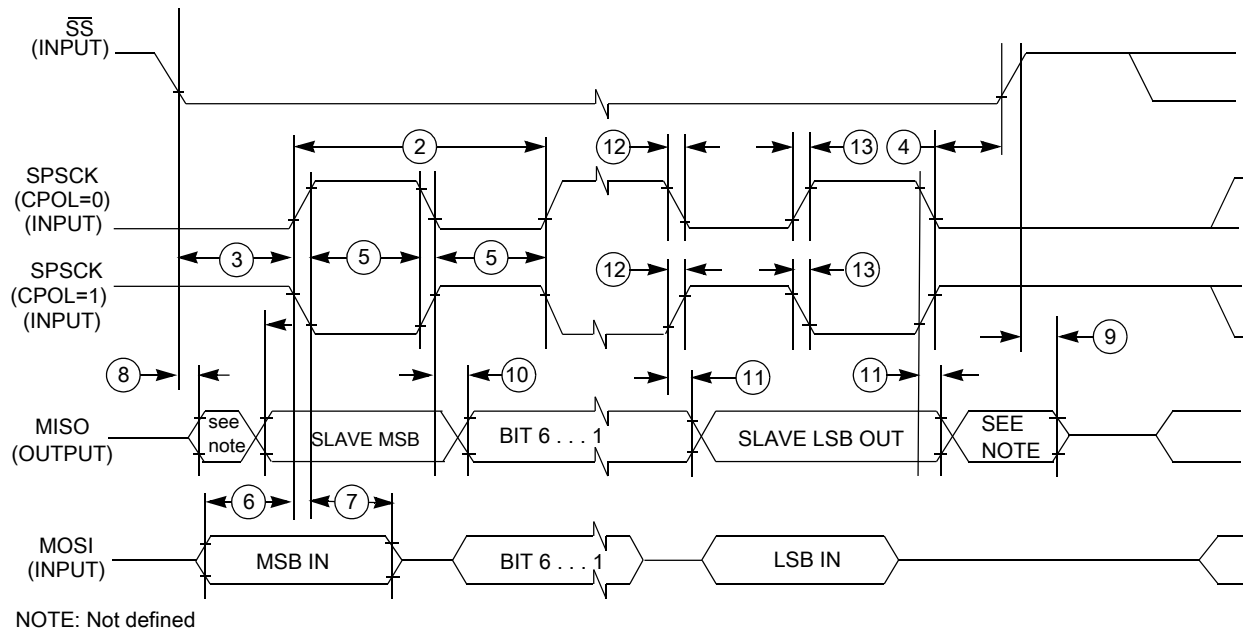 SS
(INPUT)
2
12
13
4
SPSCK
(CPOL=0)
(INPUT)
3
5
5
SPSCK
(CPOL=1)
(INPUT)
12
13
8
10
11
11
9
MISO
(OUTPUT)
see
note
SLAVE MSB
BIT 6 . . . 1
SLAVE LSB OUT
SEE
NOTE
6
7
MOSI
(INPUT)
MSB IN
BIT 6 . . . 1
LSB IN
NOTE: Not defined